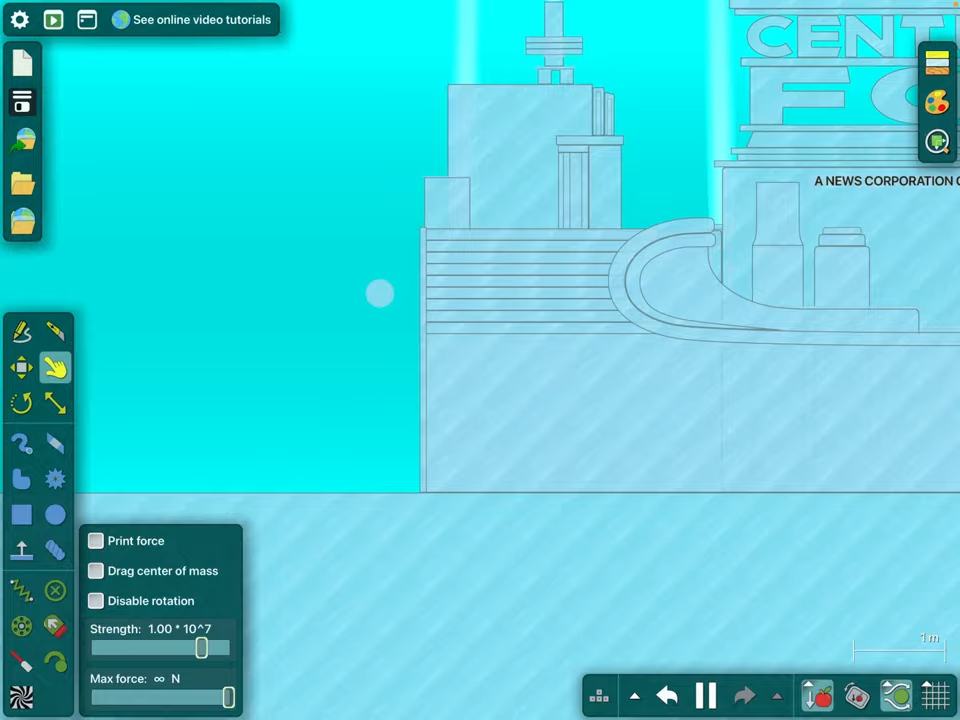 See online video tutorials
CENT
FO
A NEWS CORPORATION C
Print force
Drag center of mass
Disable rotation
Strength: 1.00 * 10^7
Max force: ∞ N
1 m